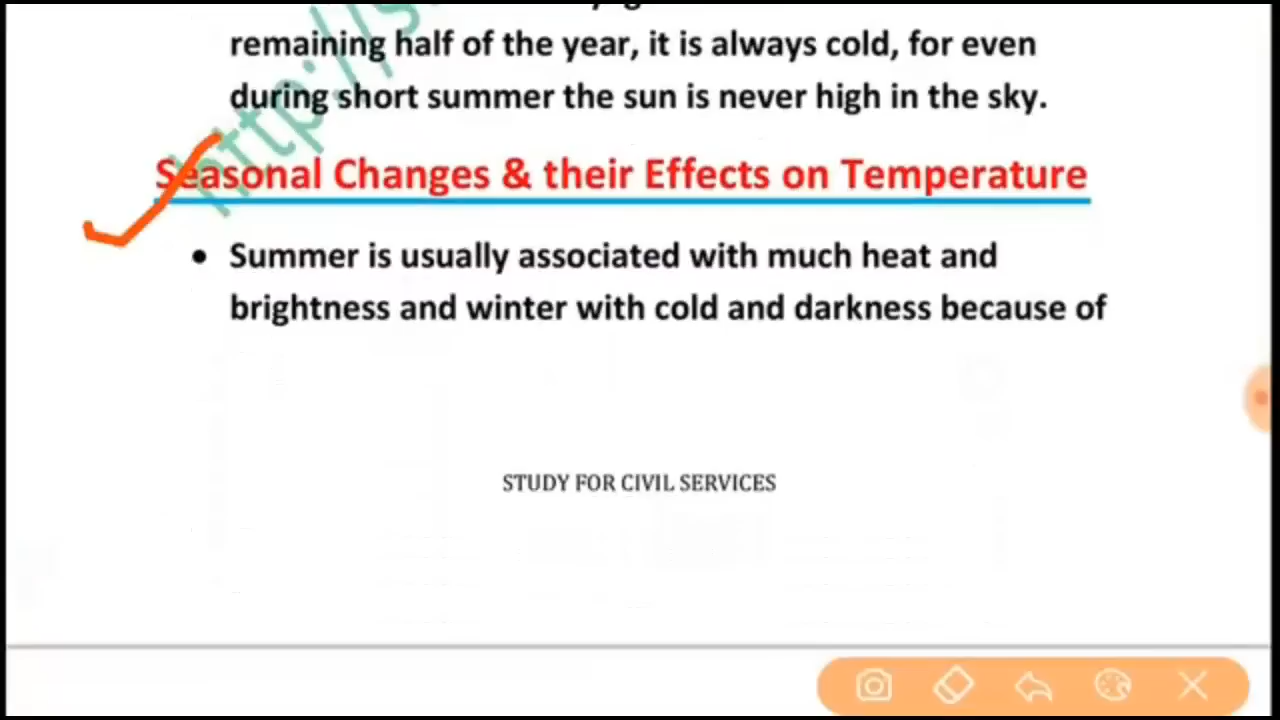 remaining half of the year, it is always cold, for even
during short summer the sun is never high in the sky.
Seasonal Changes & their Effects on Temperature
• Summer is usually associated with much heat and
brightness and winter with cold and darkness because of
STUDY FOR CIVIL SERVICES
http://